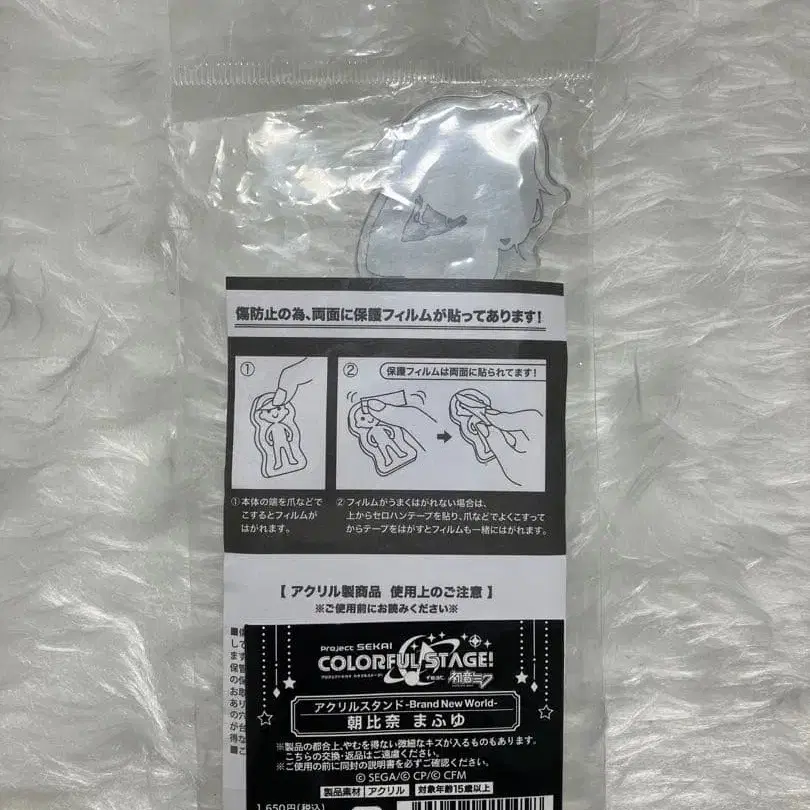 傷防止の為、両面に保護フィルムが貼ってあります!
①
②
保護フィルムは両面に貼られてます!
①本体の端を爪などで
こするとフィルムが
はがれます。
②フィルムがうまくはがれない場合は、
上からセロハンテープを貼り、爪などでよくこすって
からテープをはがすとフィルムも一緒にはがれます。
【 アクリル製商品 使用上のご注意 】
※ご使用前にお読みください※
Project SEKAI
COLORFUL STAGE!
feat. 初音ミク
アクリルスタンド-Brand New World-
朝比奈 まふゆ
※製品の都合上、やむを得ない微細なキズが入るものもあります。
こちらの交換・返品はご遠慮ください。
※ご使用の前に同封の説明書を必ずご確認ください。
© SEGA/© CP/© CFM
製品素材 アクリル 対象年齢15歳以上
1,650円(税込)